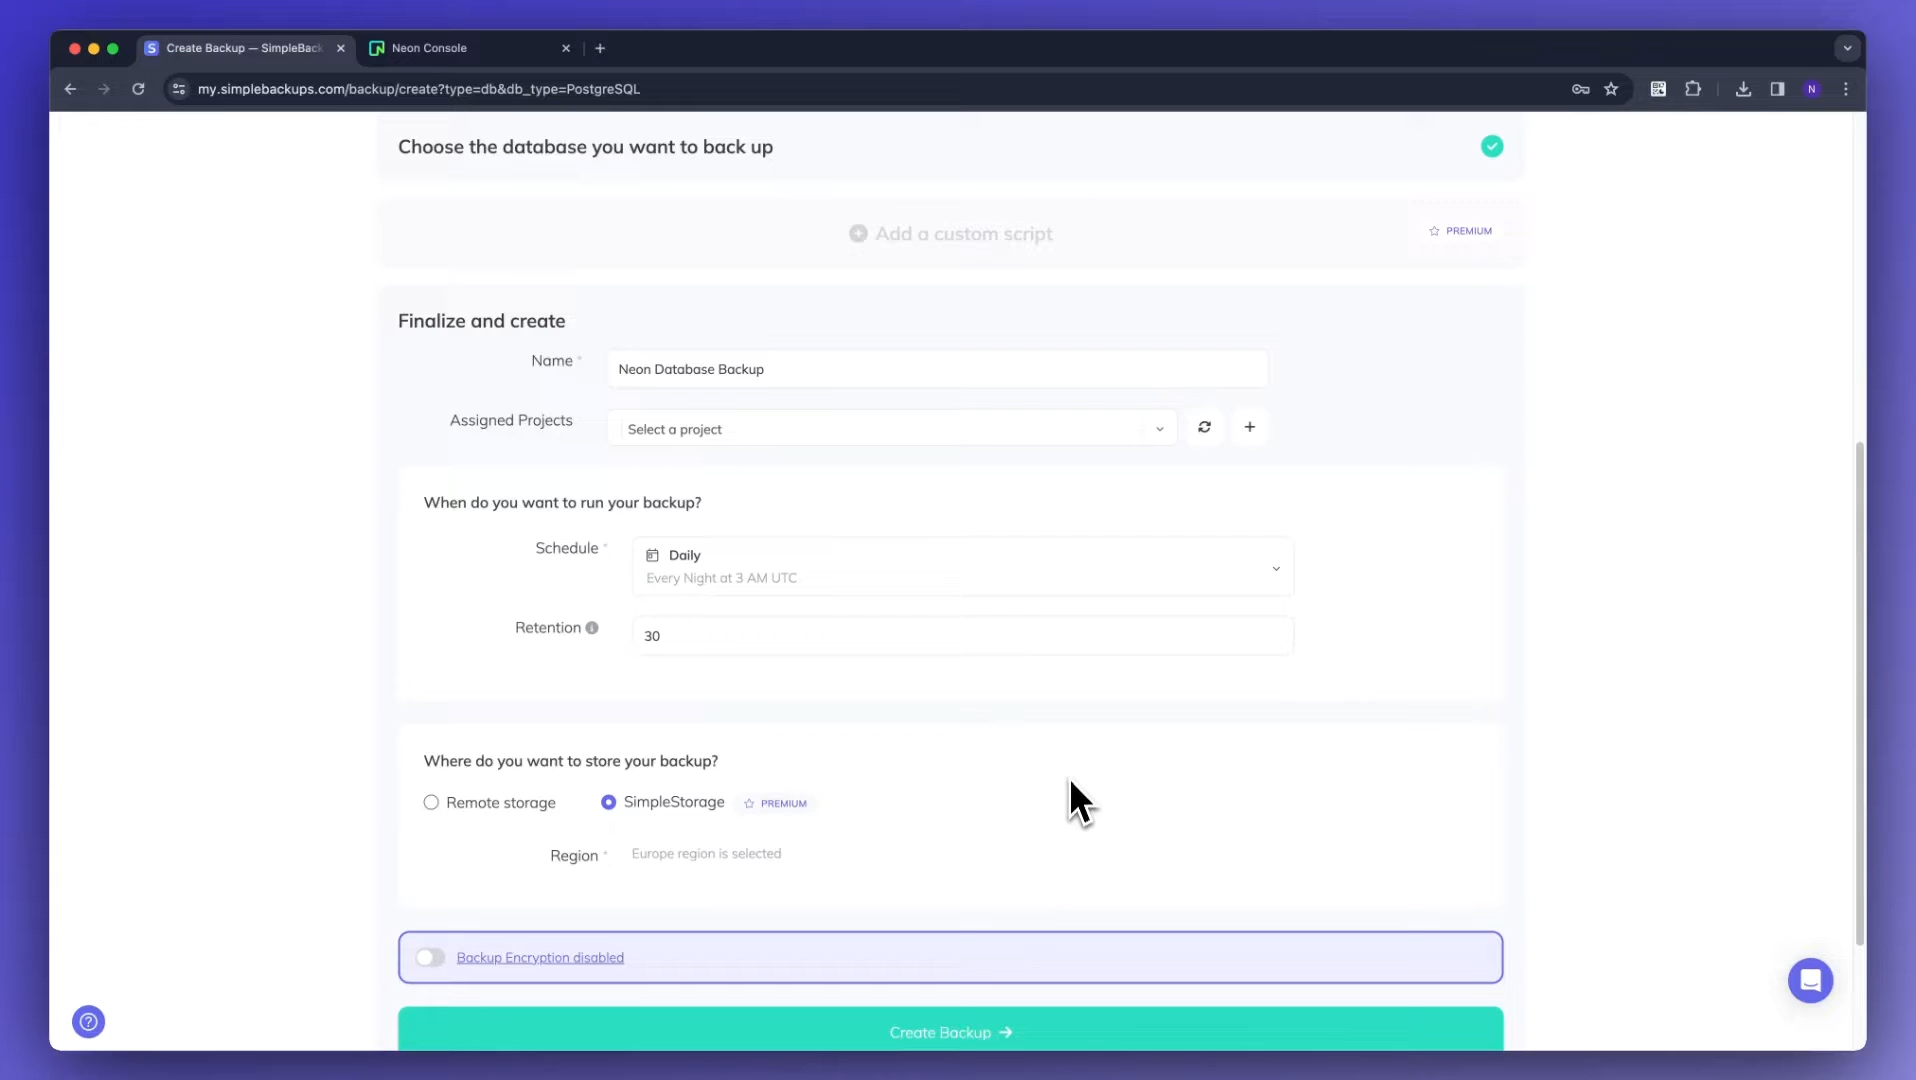 Create Backup — SimpleBack
Neon Console
my.simplebackups.com/backup/create?type=db&db_type=PostgreSQL
N
Choose the database you want to back up
Add a custom script
PREMIUM
Finalize and create
Name *
Neon Database Backup
Assigned Projects
Select a project
When do you want to run your backup?
Schedule *
Daily
Every Night at 3 AM UTC
Retention
30
Where do you want to store your backup?
Remote storage
SimpleStorage
PREMIUM
Region *
Europe region is selected
Backup Encryption disabled
Create Backup →